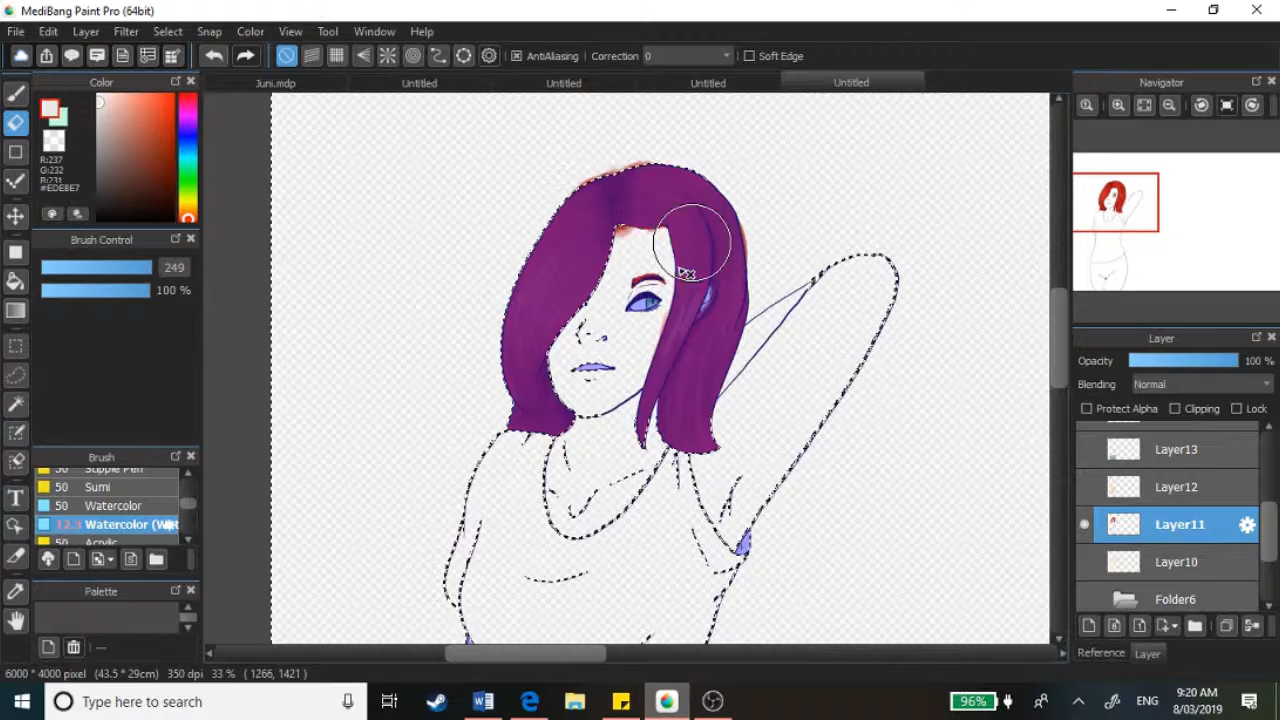 MediBang Paint Pro (64bit)
File Edit Layer Filter Select Snap Color View Tool Window Help
AntiAliasing Correction 0 Soft Edge
Color
Juni.mdp Untitled Untitled Untitled Untitled
Navigator
R:237
G:232
R:231
#EDE8E7
Brush Control
249
100 %
Layer
Opacity 100 %
Blending Normal
Protect Alpha Clipping Lock
Layer13
Layer12
Layer11
Layer10
Folder6
Brush
50 Stipple Pen
50 Sumi
50 Watercolor
12.3 Watercolor (Wet
50 Acrylic
Palette
Reference Layer
6000 * 4000 pixel (43.5 * 29cm) 350 dpi 33 % ( 1266, 1421 )
Type here to search
96%
ENG
9:20 AM
8/03/2019